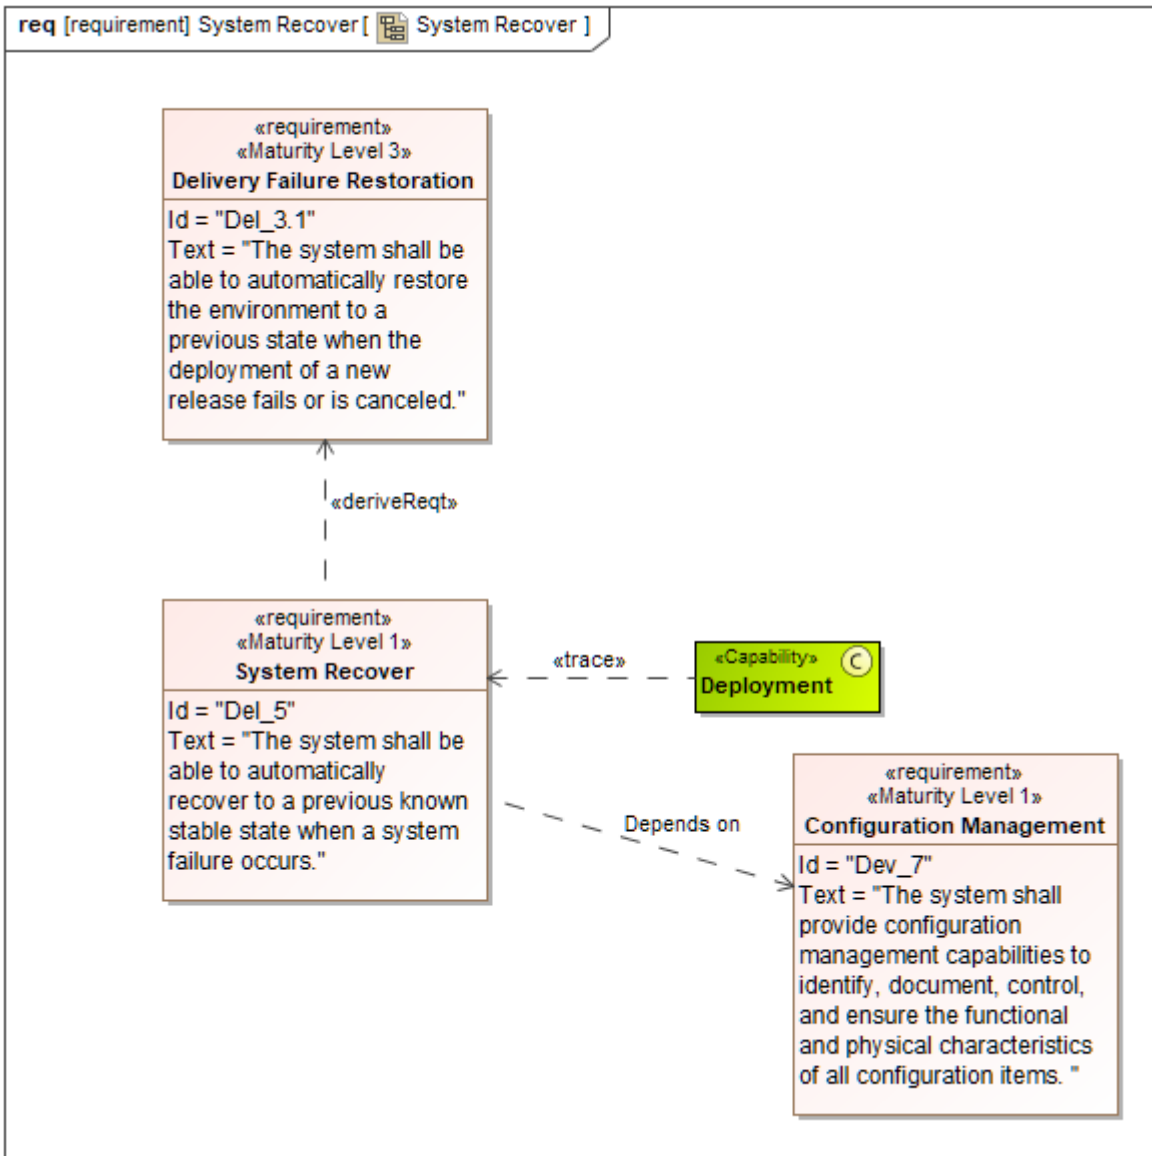 req [requirement] System Recover [ System Recover ]
«requirement»
«Maturity Level 3»
Delivery Failure Restoration
Id = "Del_3.1"
Text = "The system shall be
able to automatically restore
the environment to a
previous state when the
deployment of a new
release fails or is canceled."
«deriveReqt»
«requirement»
«Maturity Level 1»
System Recover
Id = "Del_5"
Text = "The system shall be
able to automatically
recover to a previous known
stable state when a system
failure occurs."
«trace»
«Capability»
C
Deployment
Depends on
«requirement»
«Maturity Level 1»
Configuration Management
Id = "Dev_7"
Text = "The system shall
provide configuration
management capabilities to
identify, document, control,
and ensure the functional
and physical characteristics
of all configuration items. "